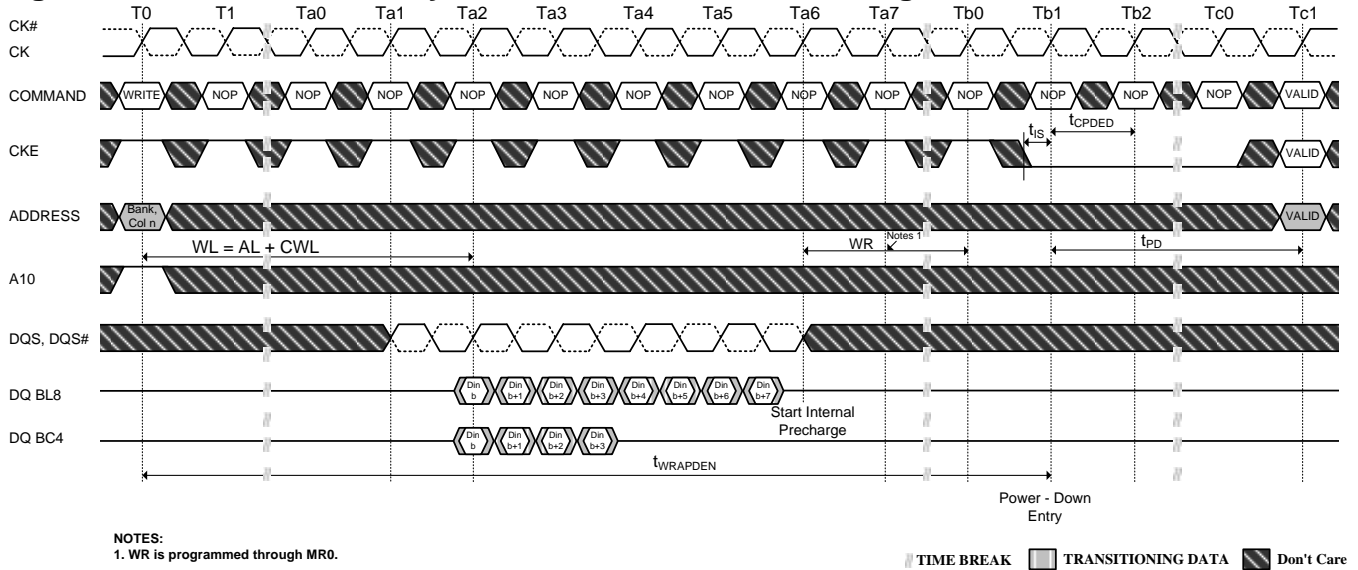 T0 T1 Ta0 Ta1 Ta2 Ta3 Ta4 Ta5 Ta6 Ta7 Tb0 Tb1 Tb2 Tc0 Tc1
CK#
CK
COMMAND WRITE NOP NOP NOP NOP NOP NOP NOP NOP NOP NOP NOP NOP NOP VALID
tIS tCPDED
CKE VALID
ADDRESS Bank, Col n VALID
WL = AL + CWL WR Notes 1 tPD
A10
DQS, DQS#
DQ BL8 Din b Din b+1 Din b+2 Din b+3 Din b+4 Din b+5 Din b+6 Din b+7
Start Internal
Precharge
DQ BC4 Din b Din b+1 Din b+2 Din b+3
tWRAPDEN
Power - Down
Entry
NOTES:
1. WR is programmed through MR0.
TIME BREAK TRANSITIONING DATA Don't Care